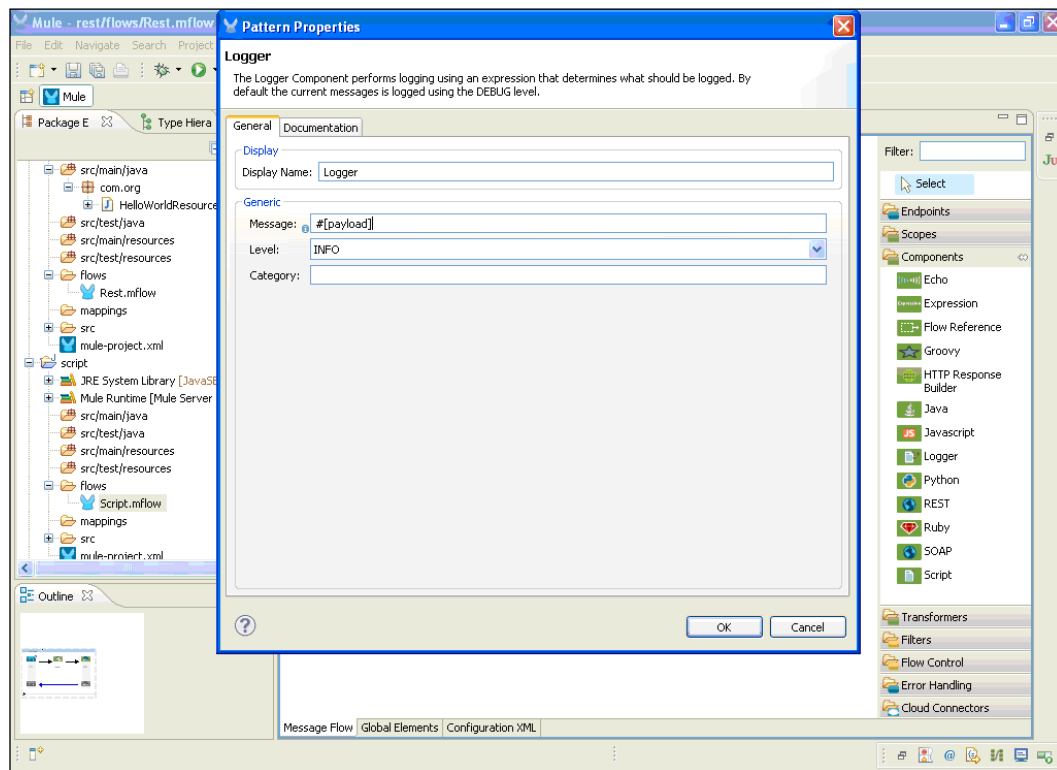 Mule - rest/flows/Rest.mflow
Pattern Properties
File Edit Navigate Search Project
Logger
The Logger Component performs logging using an expression that determines what should be logged. By
default the current messages is logged using the DEBUG level.
Mule
Package E
Type Hiera
General
Documentation
Display
Display Name: Logger
Generic
Message: #[payload]
Level: INFO
Category:
src/main/java
com.org
HelloWorldResource
src/test/java
src/main/resources
src/test/resources
flows
Rest.mflow
mappings
src
mule-project.xml
script
JRE System Library [JavaSE
Mule Runtime [Mule Server
src/main/java
src/test/java
src/main/resources
src/test/resources
flows
Script.mflow
mappings
src
mule-project.xml
Outline
OK
Cancel
Filter:
Select
Endpoints
Scopes
Components
Echo
Expression
Flow Reference
Groovy
HTTP Response
Builder
Java
JS Javascript
Logger
Python
REST
Ruby
SOAP
Script
Transformers
Filters
Flow Control
Error Handling
Cloud Connectors
Ju
Message Flow Global Elements Configuration XML